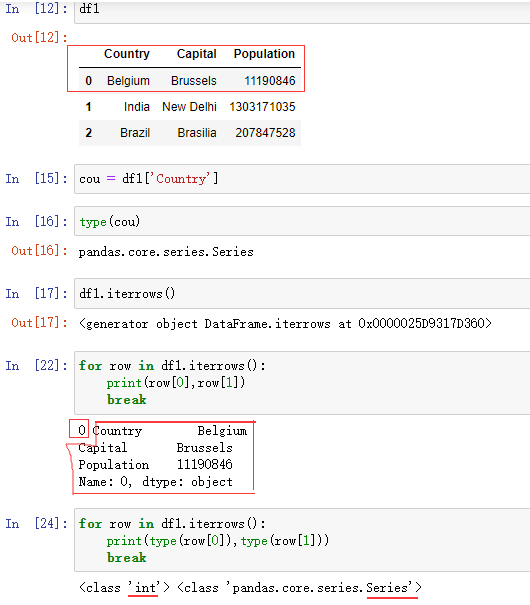 In [12]: df1
Out[12]:
Country Capital Population
0 Belgium Brussels 11190846
1 India New Delhi 1303171035
2 Brazil Brasilia 207847528
In [15]: cou = df1['Country']
In [16]: type(cou)
Out[16]: pandas.core.series.Series
In [17]: df1.iterrows()
Out[17]: <generator object DataFrame.iterrows at 0x0000025D9317D360>
In [22]: for row in df1.iterrows():
print(row[0],row[1])
break
0 Country Belgium
Capital Brussels
Population 11190846
Name: 0, dtype: object
In [24]: for row in df1.iterrows():
print(type(row[0]),type(row[1]))
break
<class 'int'> <class 'pandas.core.series.Series'>